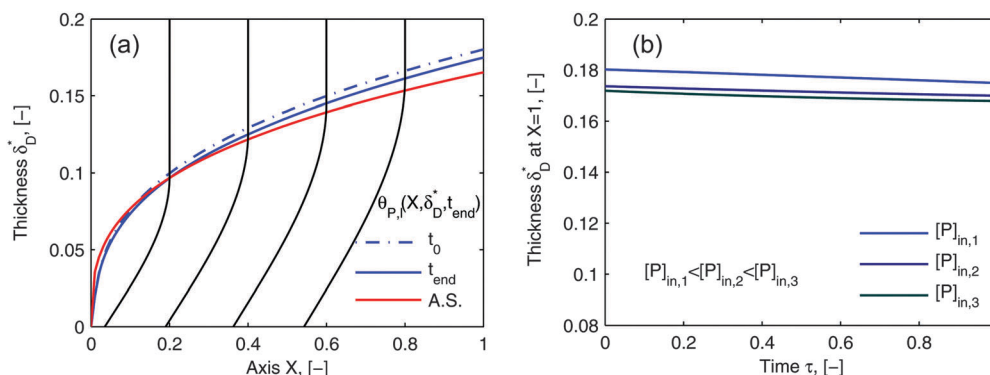 (a)
0.2
0.15
0.1
0.05
0
Thickness δ*D, [–]
θP,l(X,δ*D,tend)
t0
tend
A.S.
0 0.2 0.4 0.6 0.8 1
Axis X, [–]
(b)
0.2
0.18
0.16
0.14
0.12
0.1
0.08
Thickness δ*D at X=1, [–]
[P]in,1
[P]in,2
[P]in,3
[P]in,1<[P]in,2<[P]in,3
0 0.2 0.4 0.6 0.8 1
Time τ, [–]